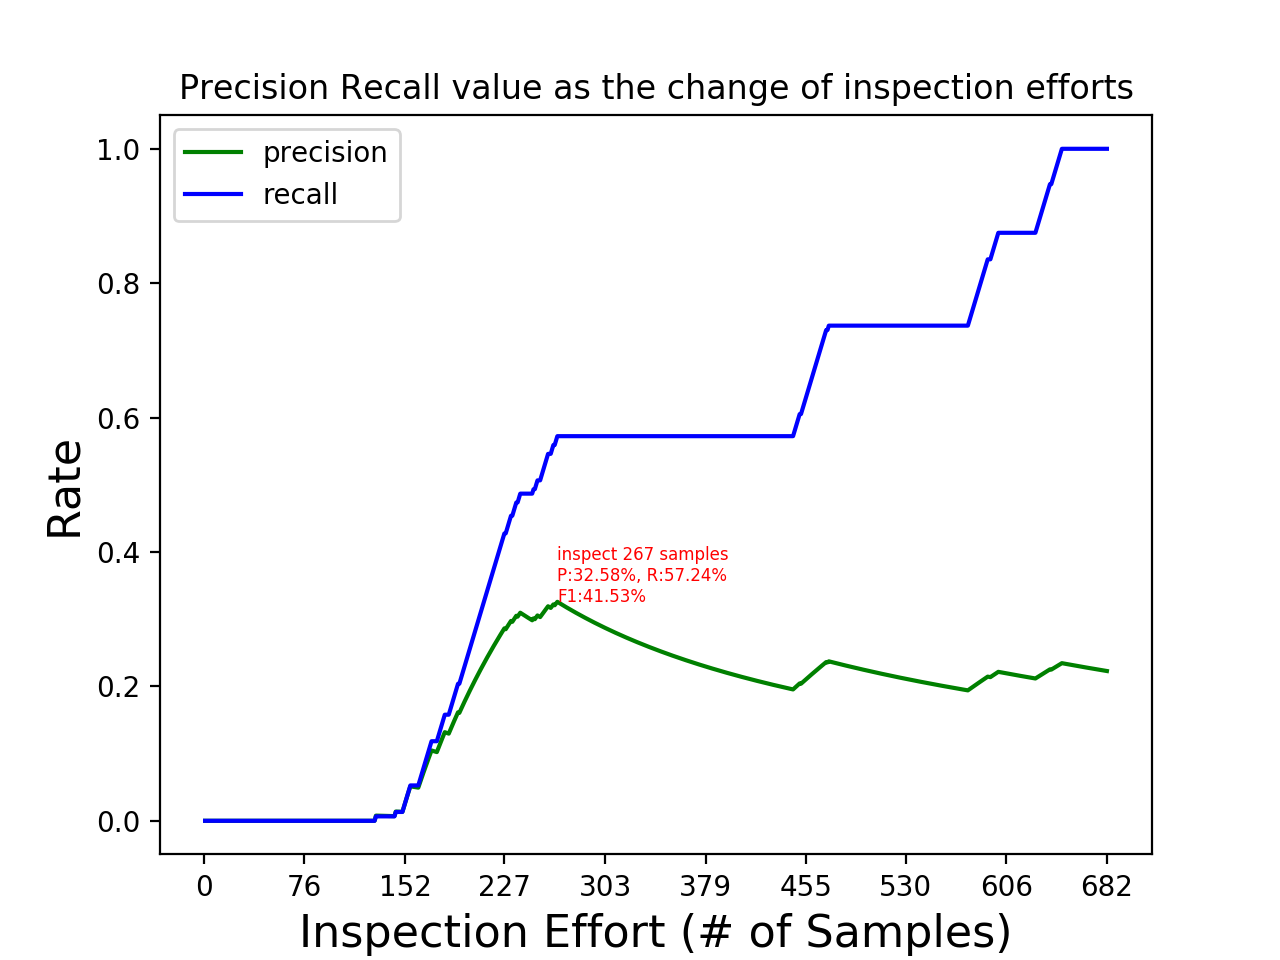 Precision Recall value as the change of inspection efforts
precision
recall
1.0
0.8
0.6
0.4
0.2
0.0
Rate
inspect 267 samples
P:32.58%, R:57.24%
F1:41.53%
0 76 152 227 303 379 455 530 606 682
Inspection Effort (# of Samples)